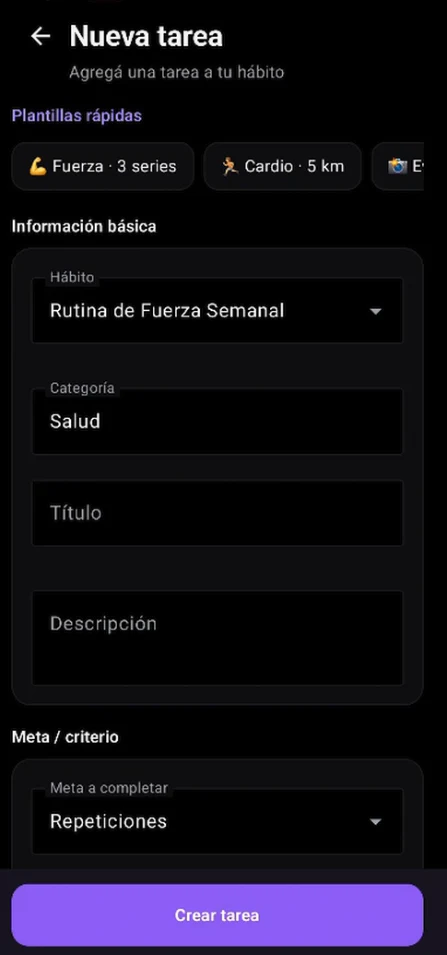 Nueva tarea
Agregá una tarea a tu hábito
Plantillas rápidas
💪 Fuerza · 3 series
🏃 Cardio · 5 km
Información básica
Hábito
Rutina de Fuerza Semanal
Categoría
Salud
Título
Descripción
Meta / criterio
Meta a completar
Repeticiones
Crear tarea